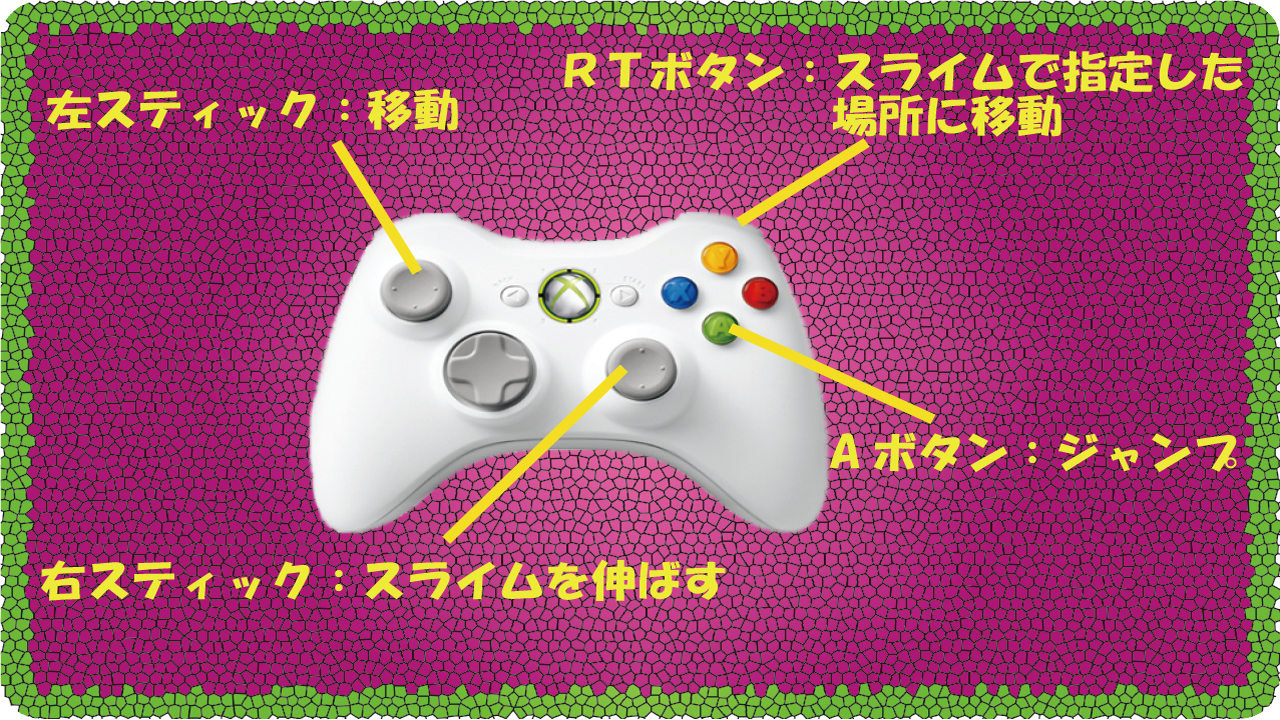 左スティック：移動
ＲＴボタン：スライムで指定した
場所に移動
Y
X
B
A
Ａボタン：ジャンプ
右スティック：スライムを伸ばす